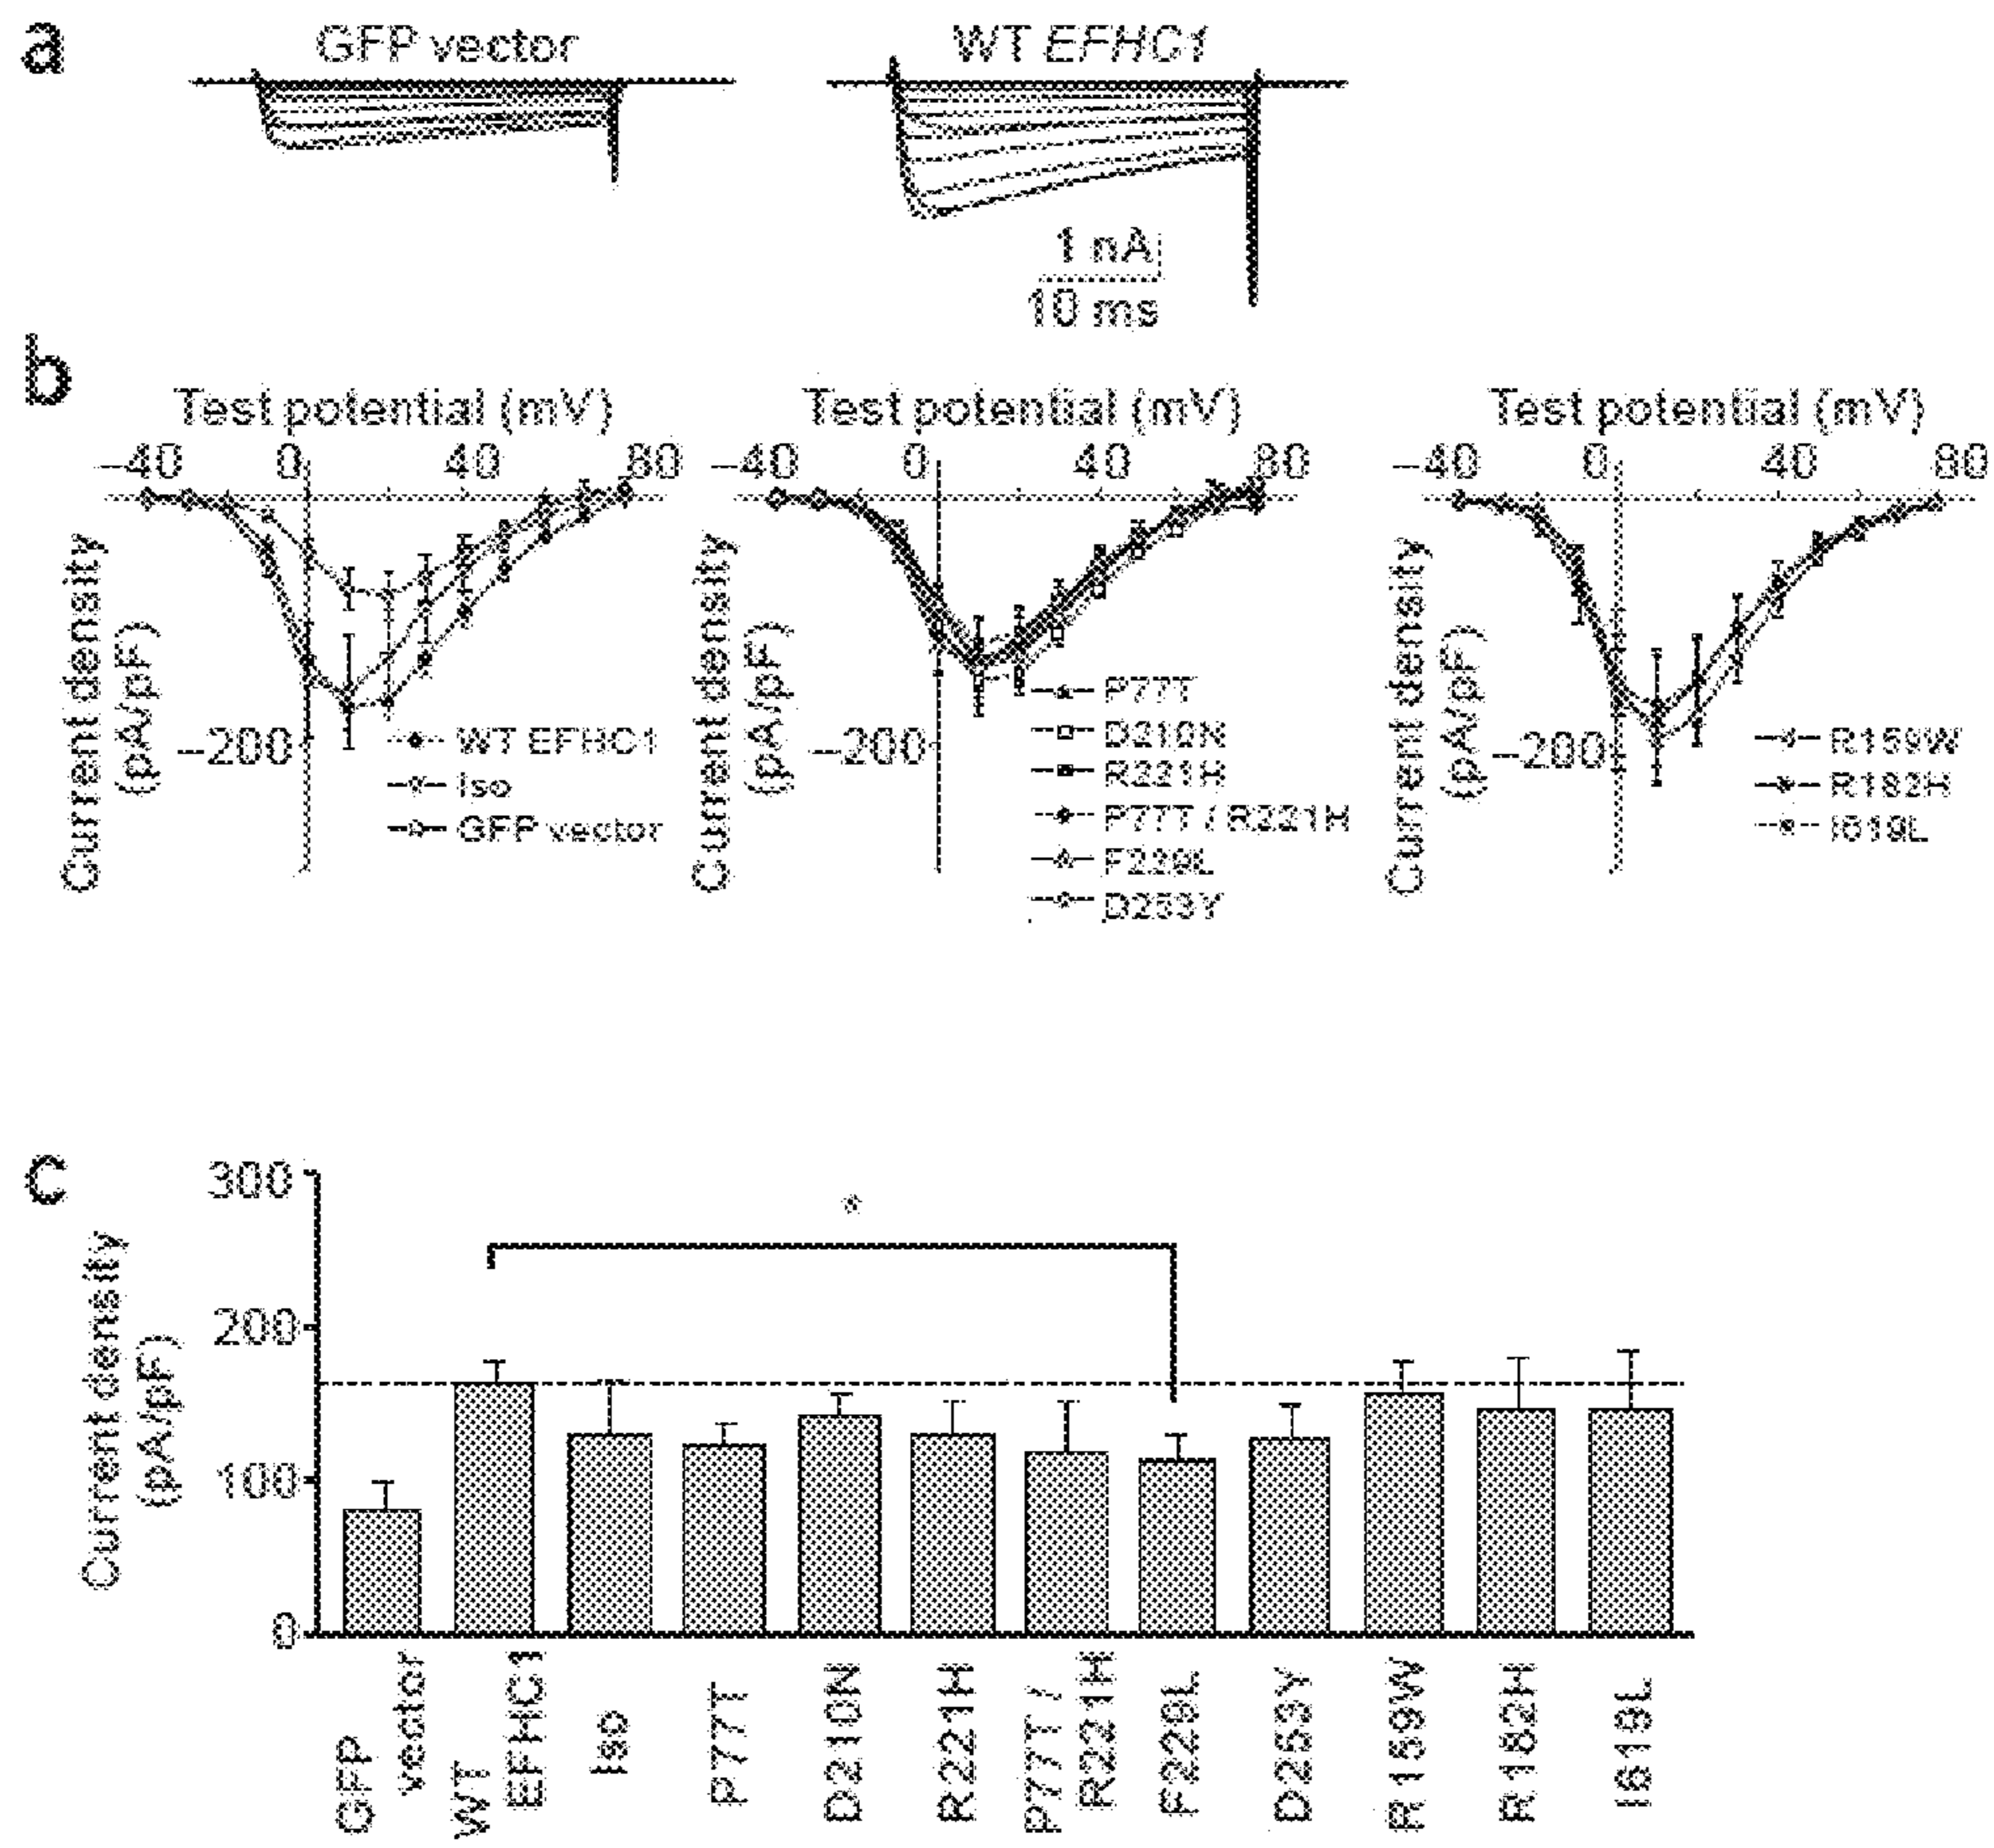 a
GFP vector
WT EFHC1
1 nA
10 ms
b
Test potential (mV)
−40 0 40 80
Current density
(pA/pF)
−200
WT EFHC1
Iso
GFP vector
Test potential (mV)
−40 0 40 80
Current density
(pA/pF)
−200
P77T
D210N
R221H
P77T / R221H
F229L
D253Y
Test potential (mV)
−40 0 40 80
Current density
(pA/pF)
−200
R159W
R182H
I619L
c
Current density
(pA/pF)
300
200
100
0
*
GFP
vector
WT
EFHC1
Iso
P77T
D210N
R221H
P77T /
R221H
F229L
D253Y
R159W
R182H
I619L